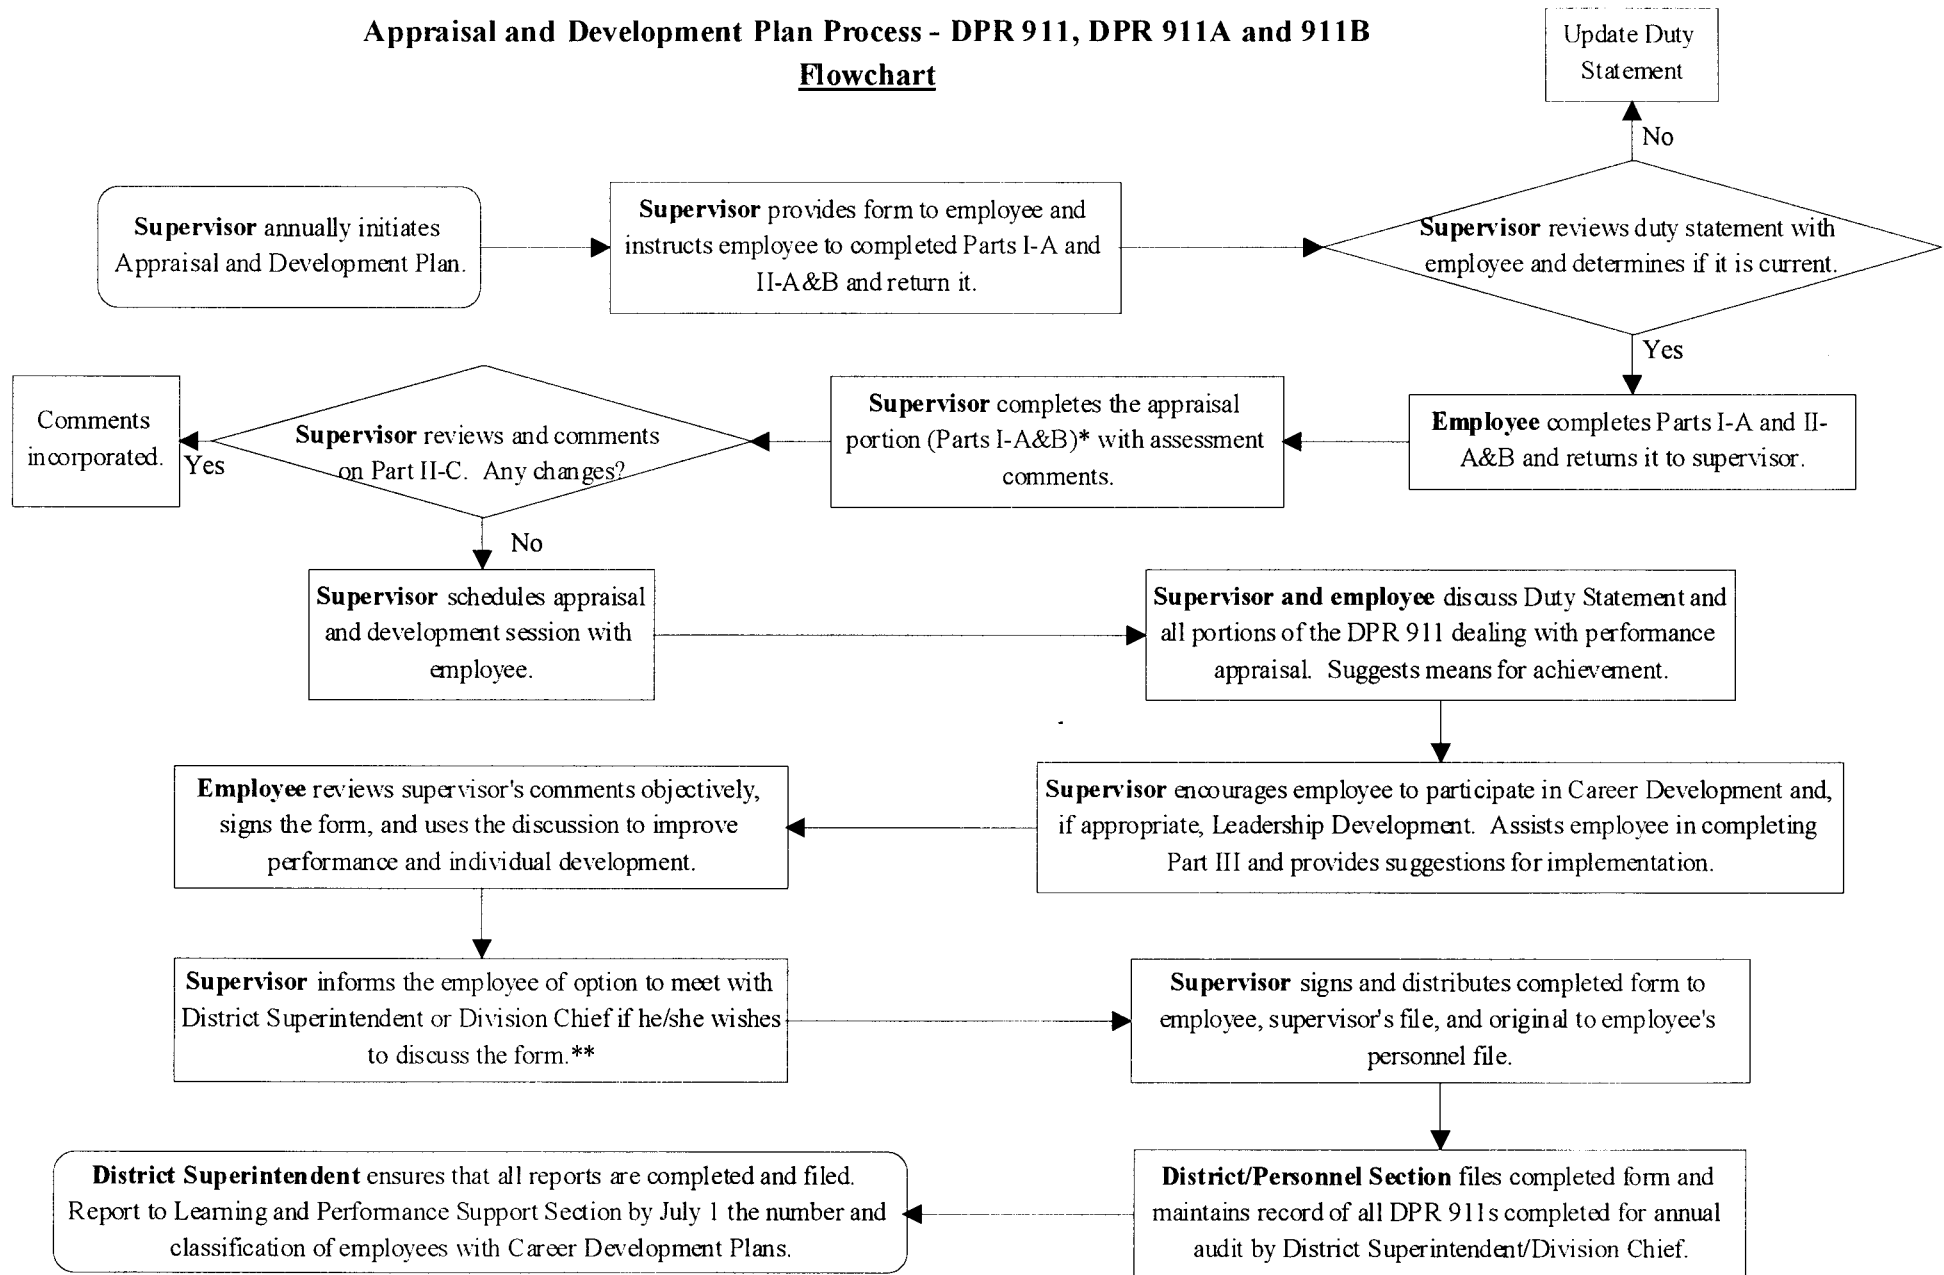 Appraisal and Development Plan Process - DPR 911, DPR 911A and 911B
Flowchart
Update Duty
Statement
No
Supervisor annually initiates
Appraisal and Development Plan.
Supervisor provides form to employee and
instructs employee to completed Parts I-A and
II-A&B and return it.
Supervisor reviews duty statement with
employee and determines if it is current.
Yes
Employee completes Parts I-A and II-
A&B and returns it to supervisor.
Supervisor completes the appraisal
portion (Parts I-A&B)* with assessment
comments.
Supervisor reviews and comments
on Part II-C.  Any changes?
Yes
Comments
incorporated.
No
Supervisor schedules appraisal
and development session with
employee.
Supervisor and employee discuss Duty Statement and
all portions of the DPR 911 dealing with performance
appraisal.  Suggests means for achievement.
Supervisor encourages employee to participate in Career Development and,
if appropriate, Leadership Development.  Assists employee in completing
Part III and provides suggestions for implementation.
Employee reviews supervisor's comments objectively,
signs the form, and uses the discussion to improve
performance and individual development.
Supervisor informs the employee of option to meet with
District Superintendent or Division Chief if he/she wishes
to discuss the form.**
Supervisor signs and distributes completed form to
employee, supervisor's file, and original to employee's
personnel file.
District/Personnel Section files completed form and
maintains record of all DPR 911s completed for annual
audit by District Superintendent/Division Chief.
District Superintendent ensures that all reports are completed and filed.
Report to Learning and Performance Support Section by July 1 the number and
classification of employees with Career Development Plans.